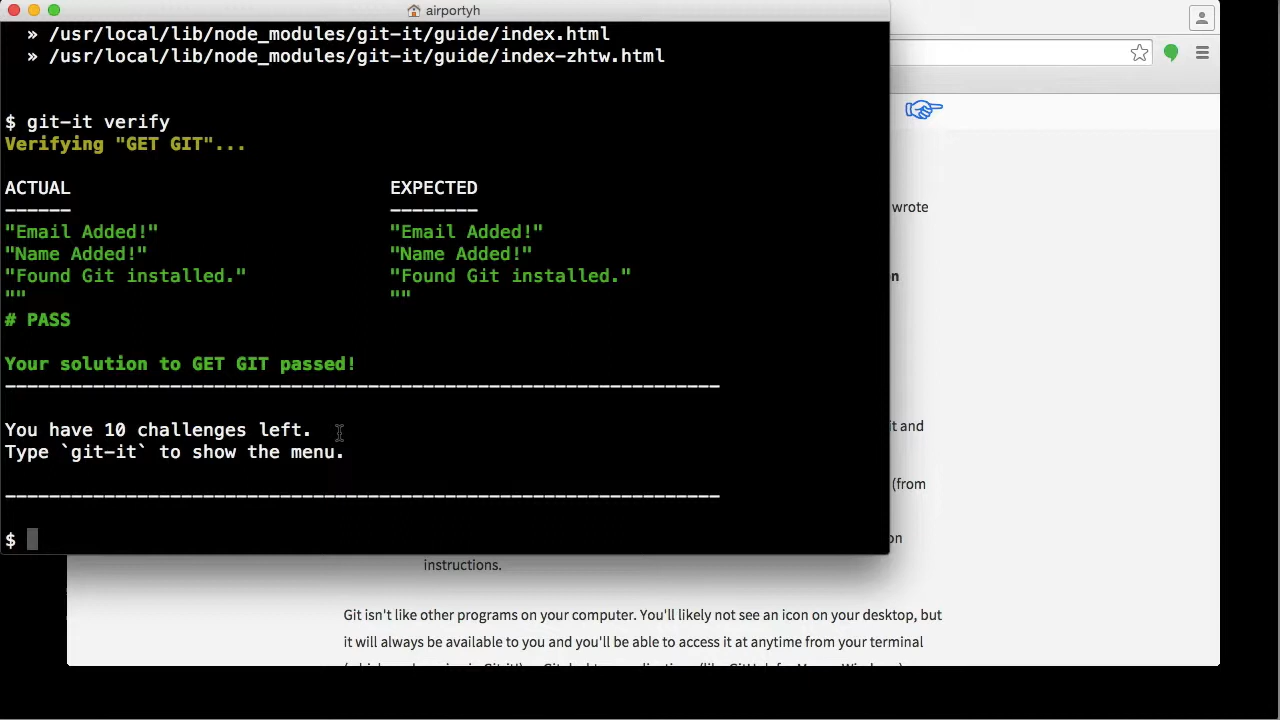 airportyh
» /usr/local/lib/node_modules/git-it/guide/index.html
» /usr/local/lib/node_modules/git-it/guide/index-zhtw.html
$ git-it verify
Verifying "GET GIT"...
ACTUAL EXPECTED
------ --------
"Email Added!" "Email Added!"
"Name Added!" "Name Added!"
"Found Git installed." "Found Git installed."
"" ""
# PASS
Your solution to GET GIT passed!
-----------------------------------------------------------------
You have 10 challenges left.
Type `git-it` to show the menu.
-----------------------------------------------------------------
$
wrote
it and
(from
on
instructions.
Git isn't like other programs on your computer. You'll likely not see an icon on your desktop, but
it will always be available to you and you'll be able to access it at anytime from your terminal